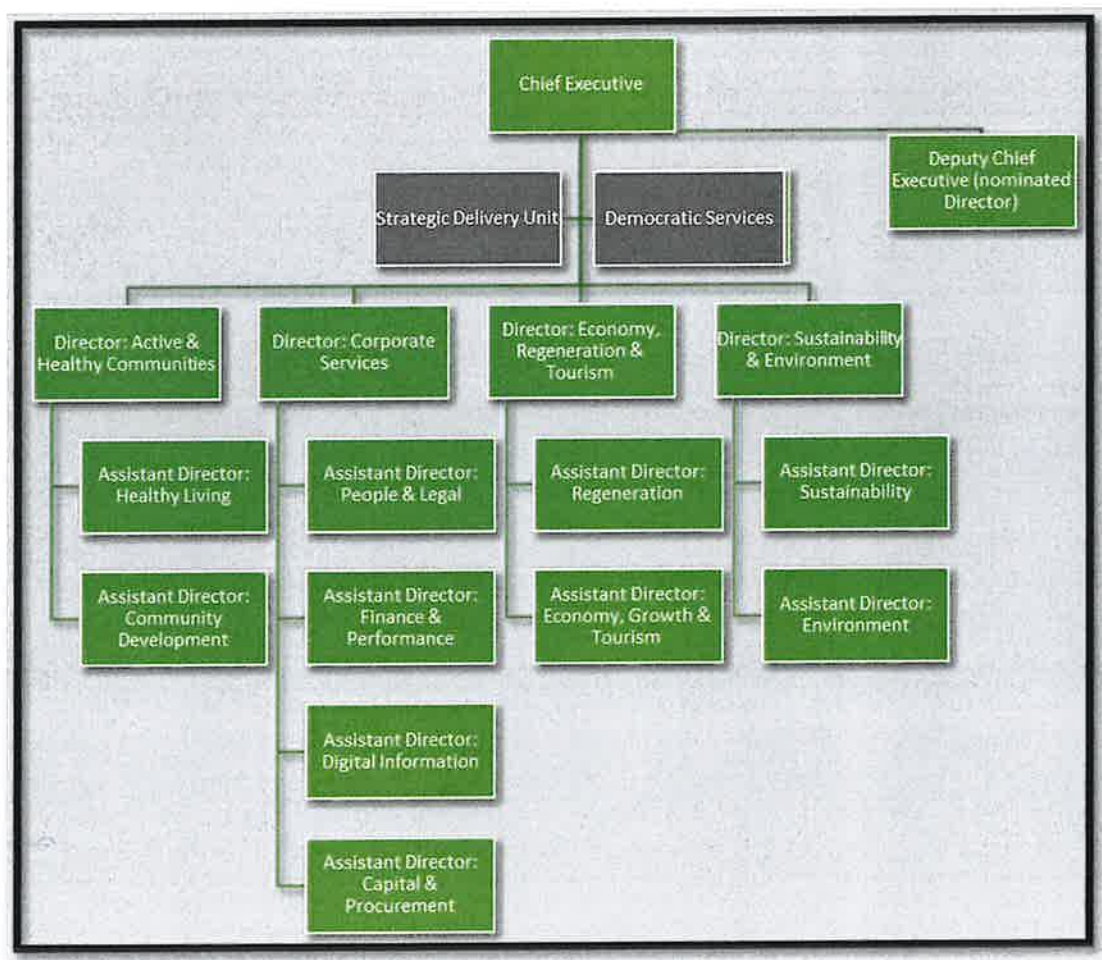 Chief Executive
Deputy Chief
Executive (nominated
Director)
Strategic Delivery Unit
Democratic Services
Director: Active &
Healthy Communities
Director: Corporate
Services
Director: Economy,
Regeneration &
Tourism
Director: Sustainability
& Environment
Assistant Director:
Healthy Living
Assistant Director:
People & Legal
Assistant Director:
Regeneration
Assistant Director:
Sustainability
Assistant Director:
Community
Development
Assistant Director:
Finance &
Performance
Assistant Director:
Economy, Growth &
Tourism
Assistant Director:
Environment
Assistant Director:
Digital Information
Assistant Director:
Capital &
Procurement